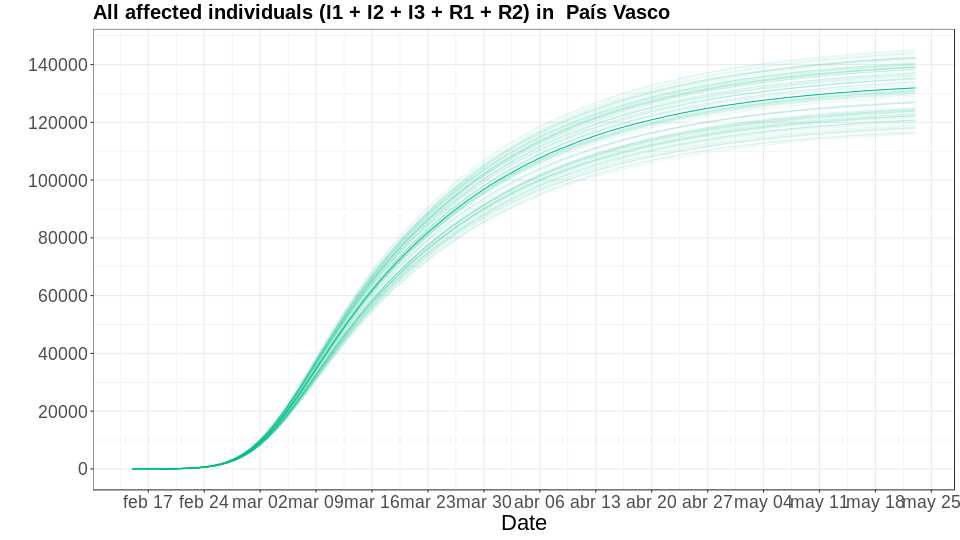 All affected individuals (I1 + I2 + I3 + R1 + R2) in  País Vasco
140000
120000
100000
80000
60000
40000
20000
0
feb 17 feb 24 mar 02 mar 09 mar 16 mar 23 mar 30 abr 06 abr 13 abr 20 abr 27 may 04 may 11 may 18 may 25
Date